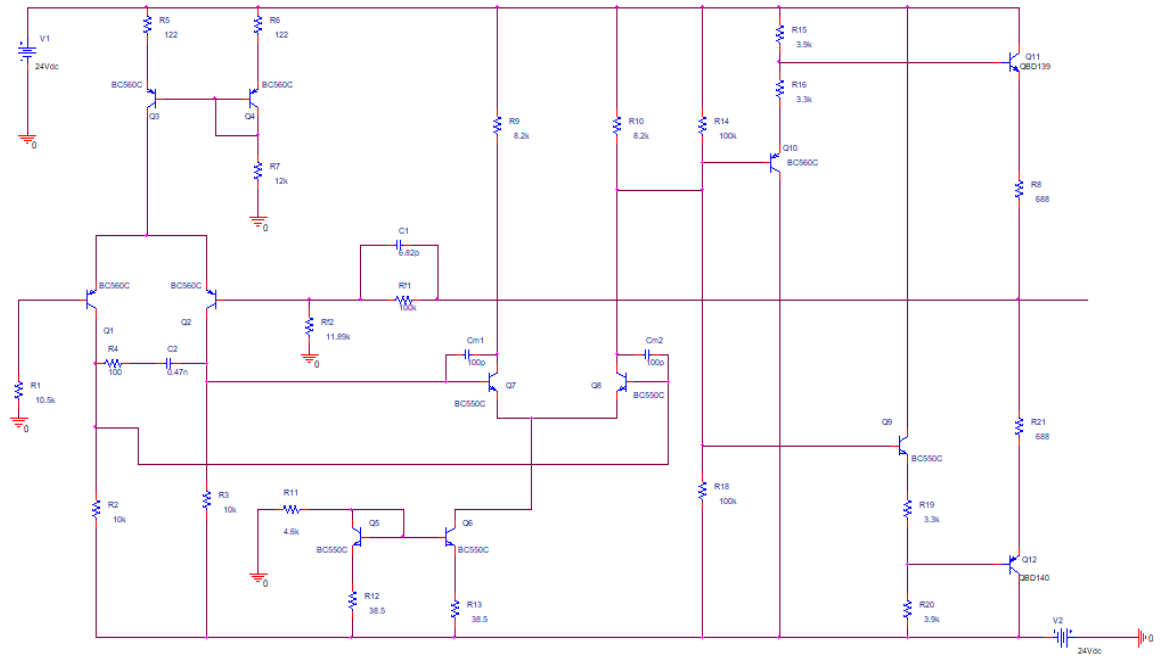 R5
122
R6
122
V1
24Vdc
0
BC560C
Q3
BC560C
Q4
R7
12k
0
R9
8.2k
R10
8.2k
R14
100k
R15
3.9k
R16
3.3k
Q11
QBD139
Q10
BC560C
R8
688
C1
6.82p
Rf1
100k
BC560C
Q1
BC560C
Q2
Rf2
11.89k
0
R4
100
C2
0.47n
Cm1
100p
Cm2
100p
Q7
BC550C
Q8
BC550C
R1
10.5k
0
Q9
BC550C
R21
688
R2
10k
R3
10k
R11
4.6k
0
Q5
BC550C
Q6
BC550C
R18
100k
R19
3.3k
Q12
QBD140
R12
38.5
R13
38.5
R20
3.9k
V2
24Vdc
0